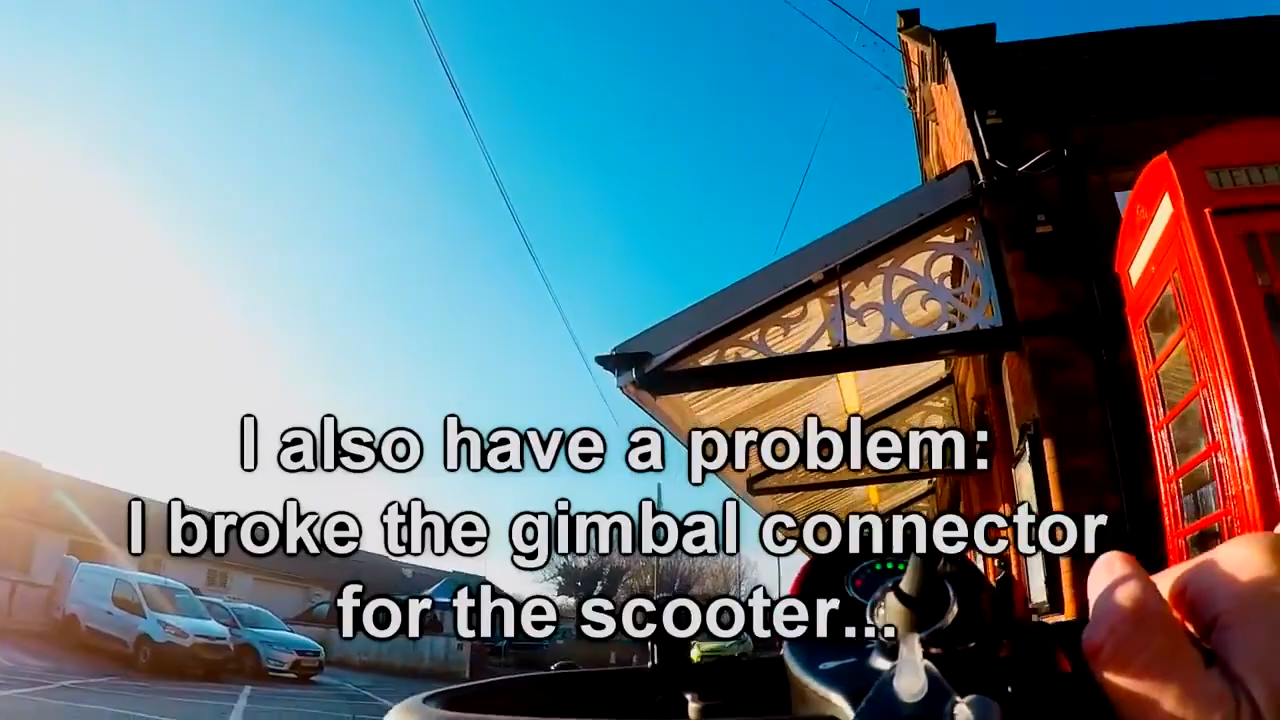 I also have a problem:
I broke the gimbal connector
for the scooter...